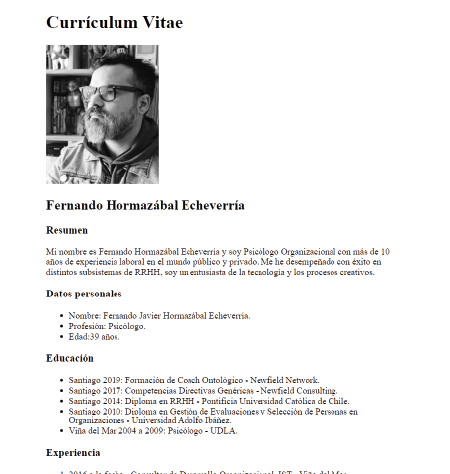 Currículum Vitae
Fernando Hormazábal Echeverría
Resumen
Mi nombre es Fernando Hormazábal Echeverría y soy Psicólogo Organizacional con más de 10
años de experiencia laboral en el mundo público y privado. Me he desempeñado con éxito en
distintos subsistemas de RRHH, soy un entusiasta de la tecnología y los procesos creativos.
Datos personales
Nombre: Fernando Javier Hormazábal Echeverría.
Profesión: Psicólogo.
Edad:39 años.
Educación
Santiago 2019: Formación de Coach Ontológico - Newfield Network.
Santiago 2017: Competencias Directivas Genéricas - Newfield Consulting.
Santiago 2014: Diploma en RRHH - Pontificia Universidad Católica de Chile.
Santiago 2010: Diploma en Gestión de Evaluaciones y Selección de Personas en
Organizaciones - Universidad Adolfo Ibáñez.
Viña del Mar 2004 a 2009: Psicólogo - UDLA.
Experiencia